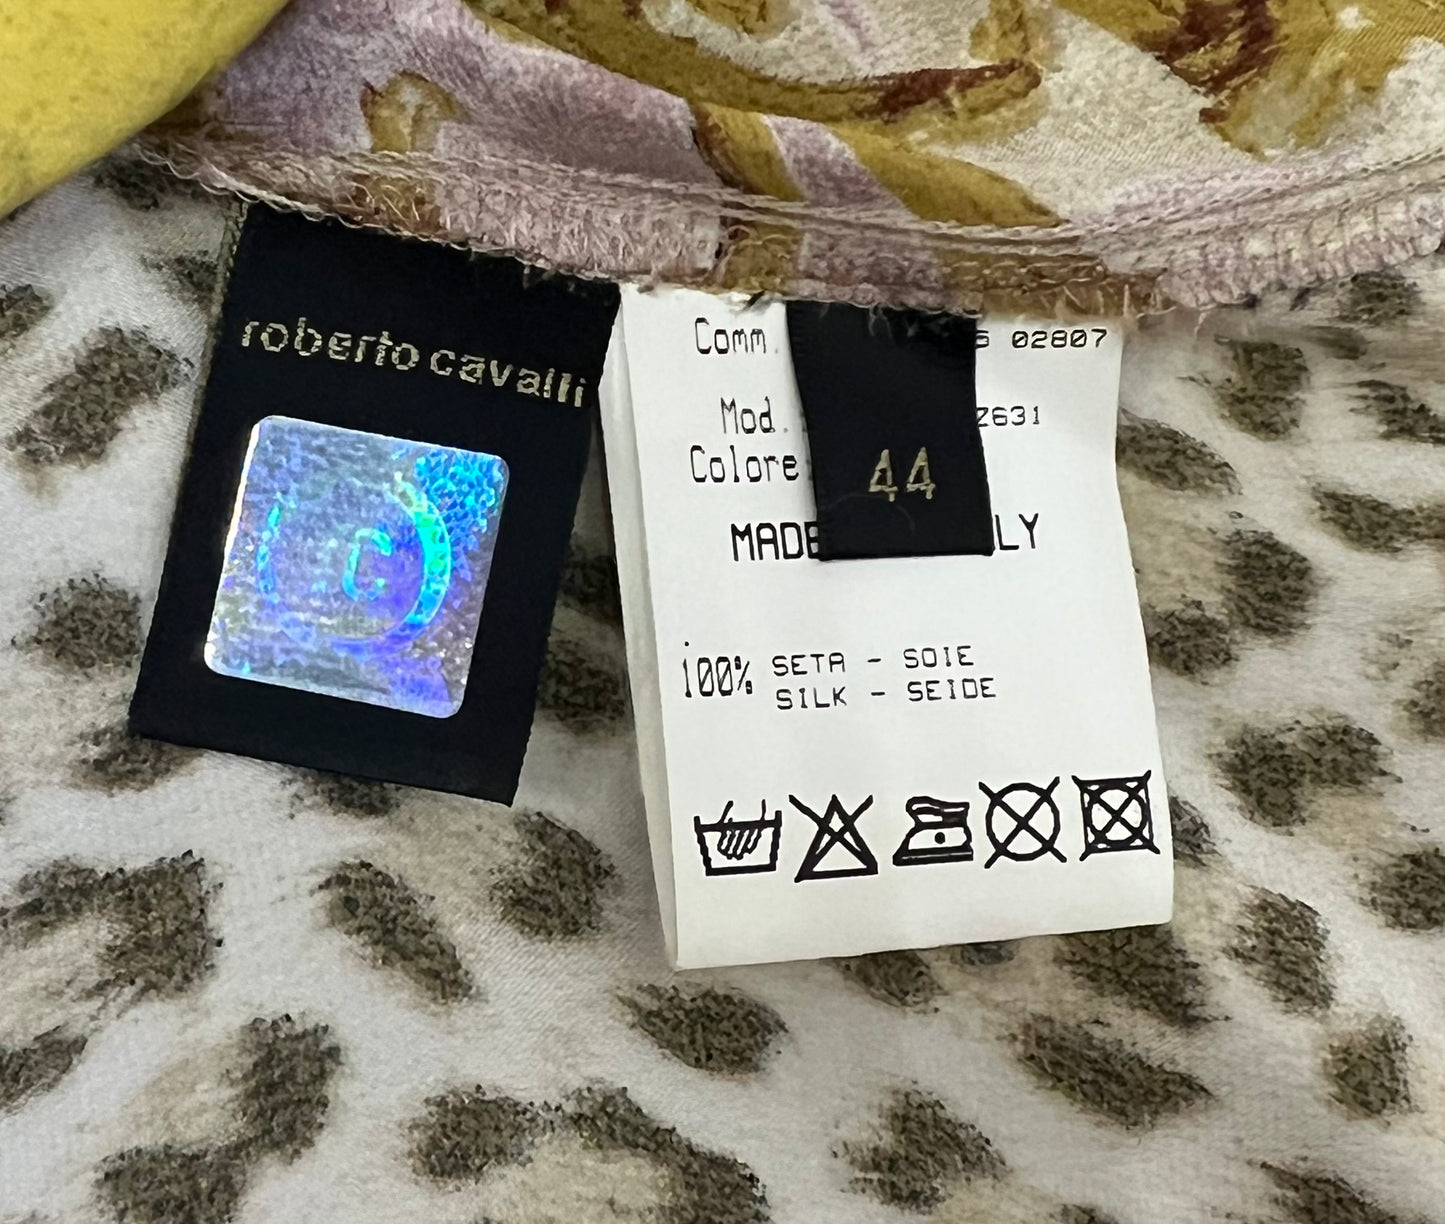 roberto cavalli
C
Comm. 02807
Mod. 2631
Colore
44
MADE LY
100% SETA - SOIE
SILK - SEIDE